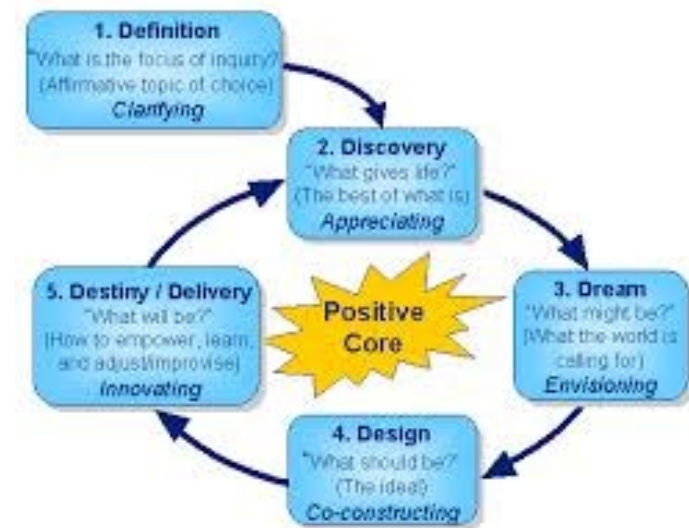 1. Definition
"What is the focus of inquiry?
(Affirmative topic of choice)
Clarifying
2. Discovery
"What gives life?"
(The best of what is)
Appreciating
3. Dream
"What might be?"
(What the world is
calling for)
Envisioning
4. Design
"What should be?"
(The ideal)
Co-constructing
5. Destiny / Delivery
"What will be?"
(How to empower, learn,
and adjust/improvise)
Innovating
Positive
Core